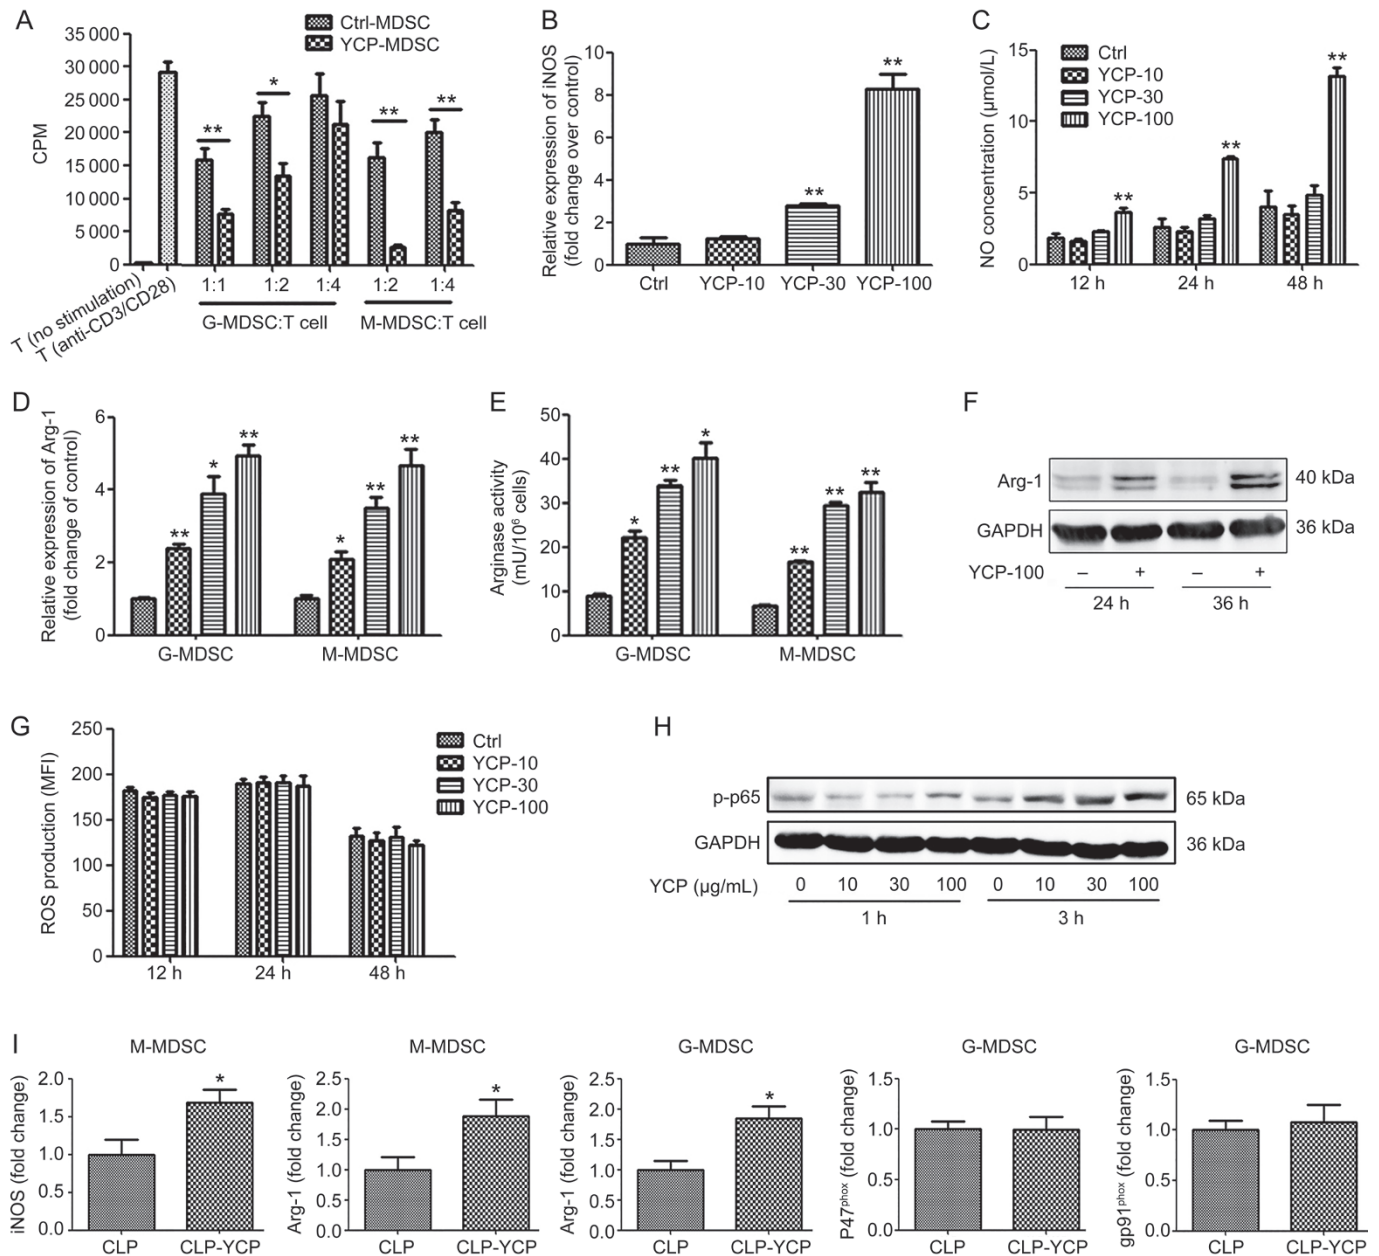 A
35 000
30 000
25 000
20 000
15 000
10 000
5 000
0
CPM
Ctrl-MDSC
YCP-MDSC
** * ** **
T (no stimulation)
T (anti-CD3/CD28)
1:1 1:2 1:4 1:2 1:4
G-MDSC:T cell M-MDSC:T cell
B
Relative expression of iNOS
(fold change over control)
10
8
6
4
2
0
** **
Ctrl YCP-10 YCP-30 YCP-100
C
NO concentration (μmol/L)
15
10
5
0
Ctrl
YCP-10
YCP-30
YCP-100
** ** **
12 h 24 h 48 h
D
Relative expression of Arg-1
(fold change of control)
6
4
2
0
** * ** * ** **
G-MDSC M-MDSC
E
Arginase activity
(mU/10⁶ cells)
50
40
30
20
10
0
* ** * ** ** **
G-MDSC M-MDSC
F
Arg-1 40 kDa
GAPDH 36 kDa
YCP-100 – + – +
24 h 36 h
G
ROS production (MFI)
250
200
150
100
50
0
Ctrl
YCP-10
YCP-30
YCP-100
12 h 24 h 48 h
H
p-p65 65 kDa
GAPDH 36 kDa
YCP (μg/mL) 0 10 30 100 0 10 30 100
1 h 3 h
I
M-MDSC
iNOS (fold change)
2.0
1.5
1.0
0.5
0.0
*
CLP CLP-YCP
M-MDSC
Arg-1 (fold change)
2.5
2.0
1.5
1.0
0.5
0.0
*
CLP CLP-YCP
G-MDSC
Arg-1 (fold change)
2.5
2.0
1.5
1.0
0.5
0.0
*
CLP CLP-YCP
G-MDSC
P47ᵖʰᵒˣ (fold change)
1.5
1.0
0.5
0.0
CLP CLP-YCP
G-MDSC
gp91ᵖʰᵒˣ (fold change)
1.5
1.0
0.5
0.0
CLP CLP-YCP